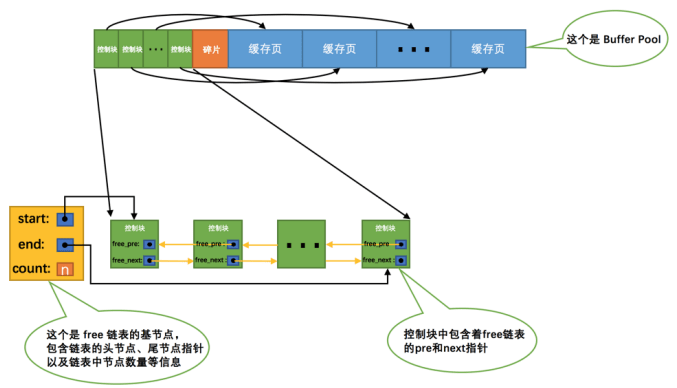 控制块 控制块 ··· 控制块 碎片 缓存页 缓存页 ··· 缓存页
这个是 Buffer Pool
start:
end:
count: n
控制块
free_pre:
free_next:
控制块
free_pre :
free_next :
···
控制块
free_pre :
free_next :
这个是 free 链表的基节点，
包含链表的头节点、尾节点指针
以及链表中节点数量等信息
控制块中包含着free链表
的pre和next指针